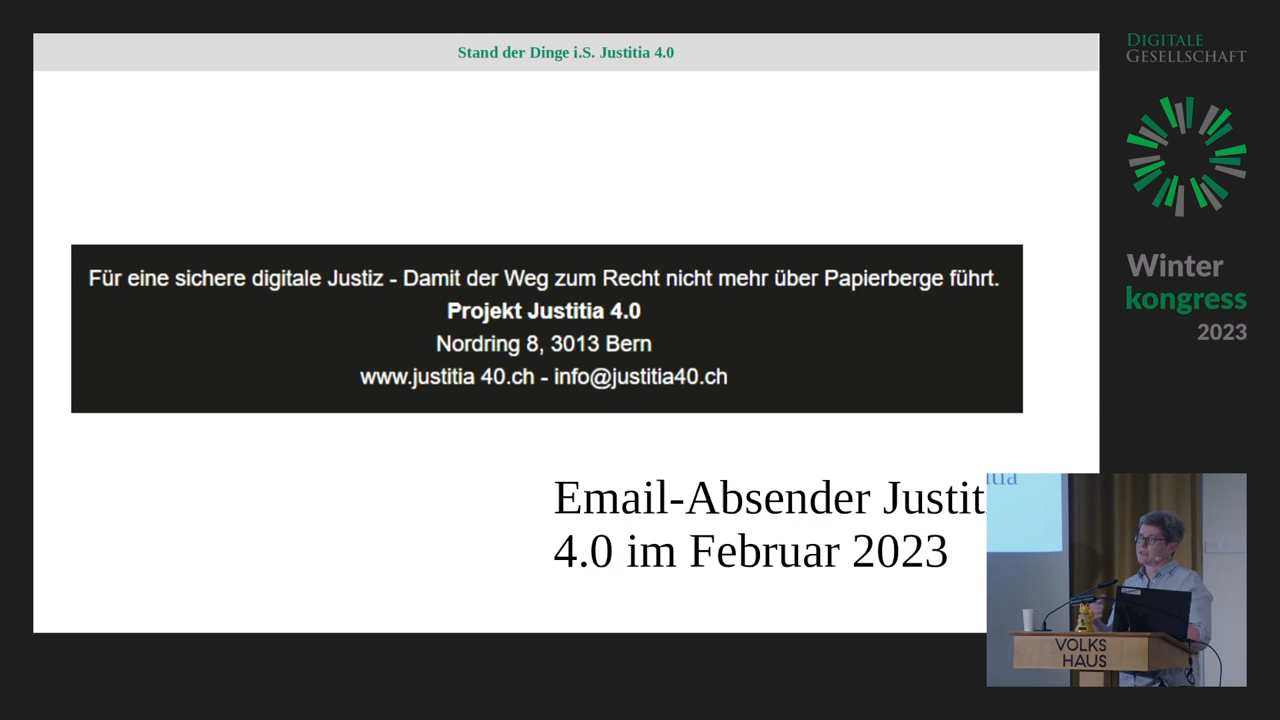 Stand der Dinge i.S. Justitia 4.0
DIGITALE
GESELLSCHAFT
Für eine sichere digitale Justiz - Damit der Weg zum Recht nicht mehr über Papierberge führt.
Projekt Justitia 4.0
Nordring 8, 3013 Bern
www.justitia 40.ch - info@justitia40.ch
Winter
kongress
2023
Email-Absender Justiti
4.0 im Februar 2023
itia
VOLKS
HAUS